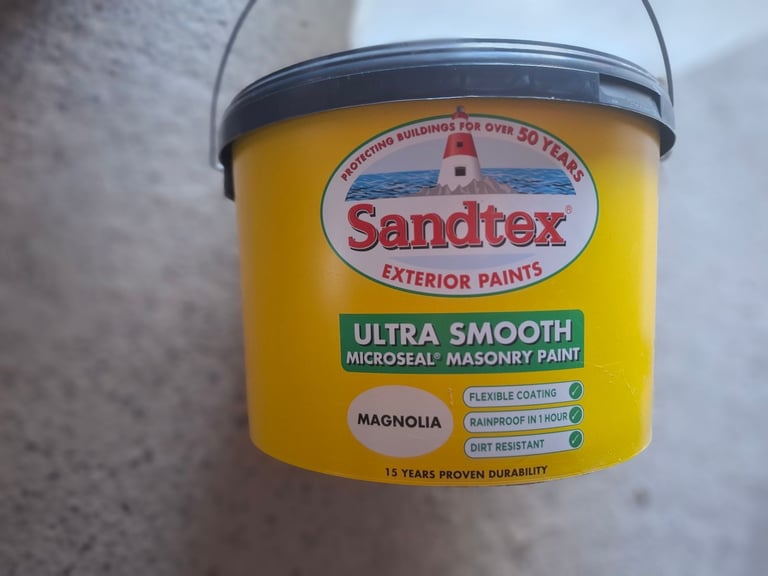 PROTECTING BUILDINGS FOR OVER 50 YEARS
Sandtex®
EXTERIOR PAINTS
ULTRA SMOOTH
MICROSEAL® MASONRY PAINT
MAGNOLIA
FLEXIBLE COATING
RAINPROOF IN 1 HOUR
DIRT RESISTANT
15 YEARS PROVEN DURABILITY